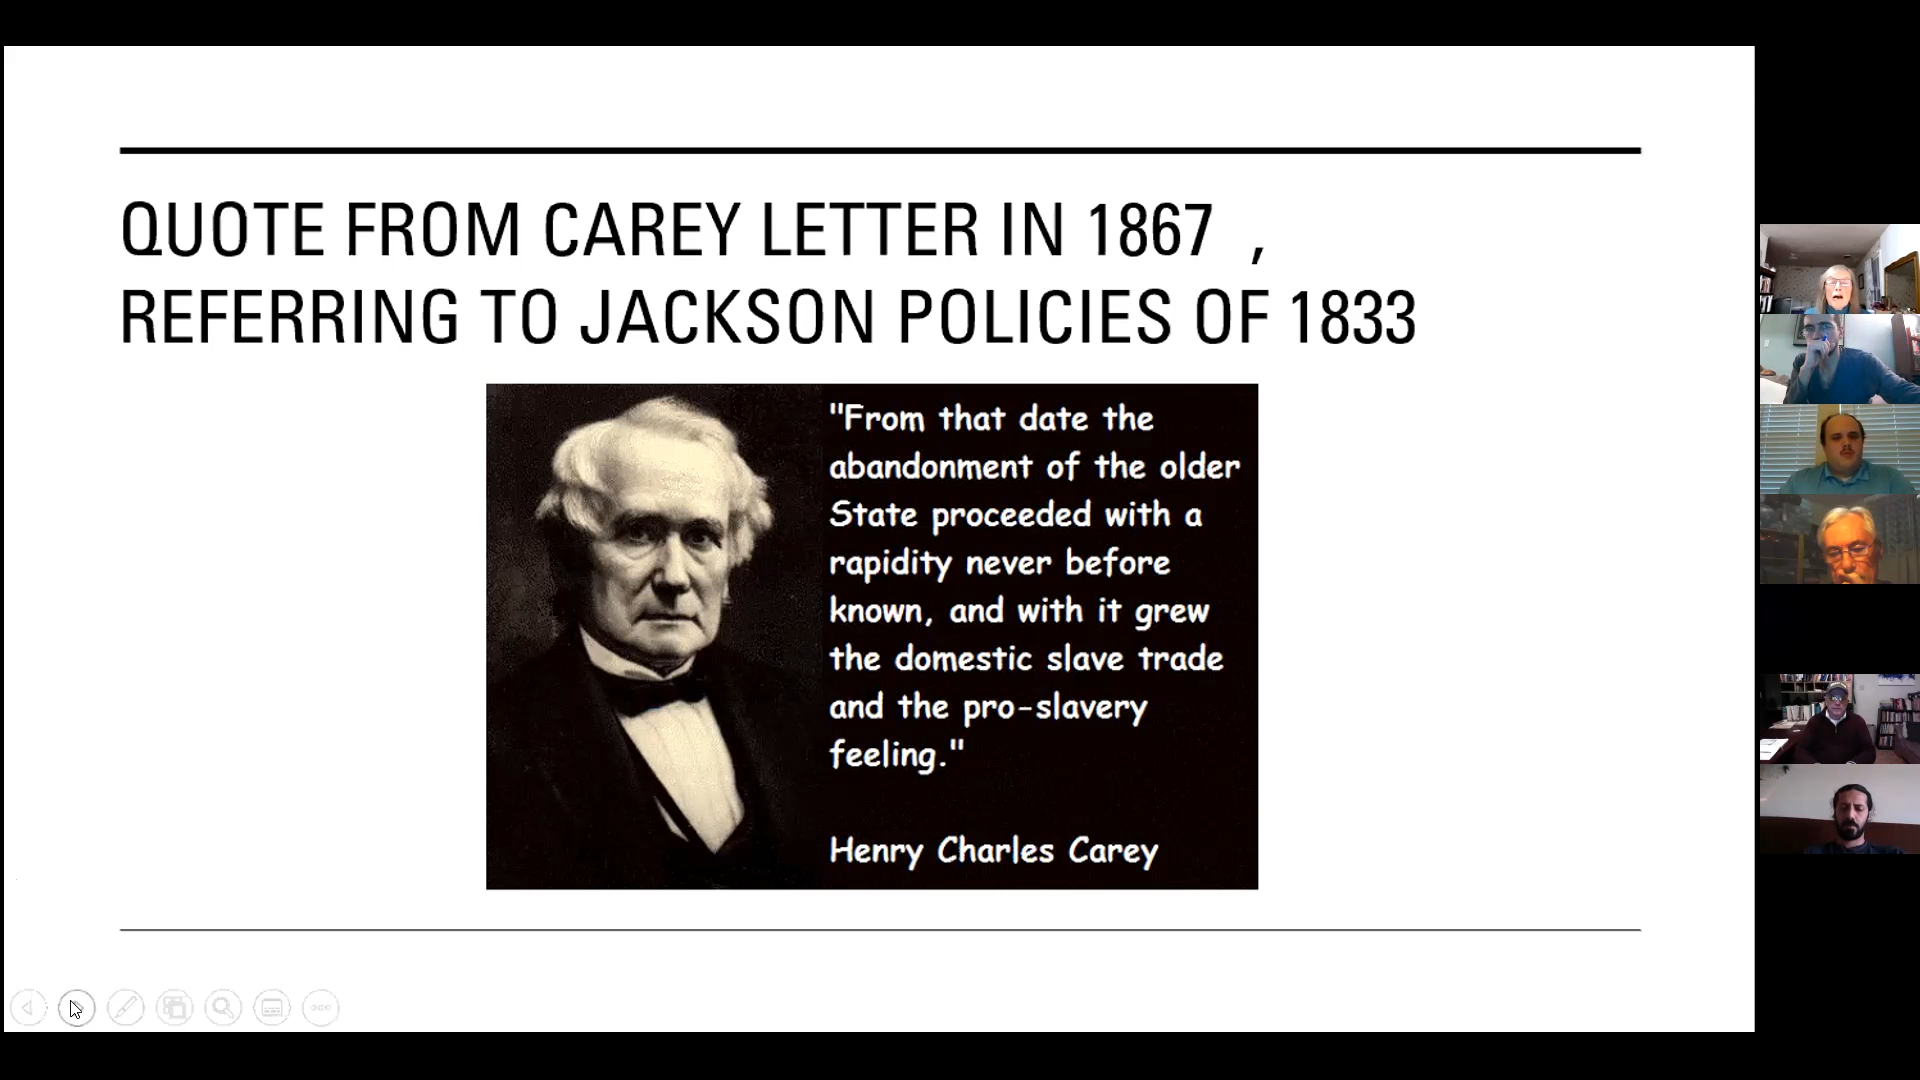 QUOTE FROM CAREY LETTER IN 1867 ,
REFERRING TO JACKSON POLICIES OF 1833
"From that date the
abandonment of the older
State proceeded with a
rapidity never before
known, and with it grew
the domestic slave trade
and the pro-slavery
feeling."
Henry Charles Carey